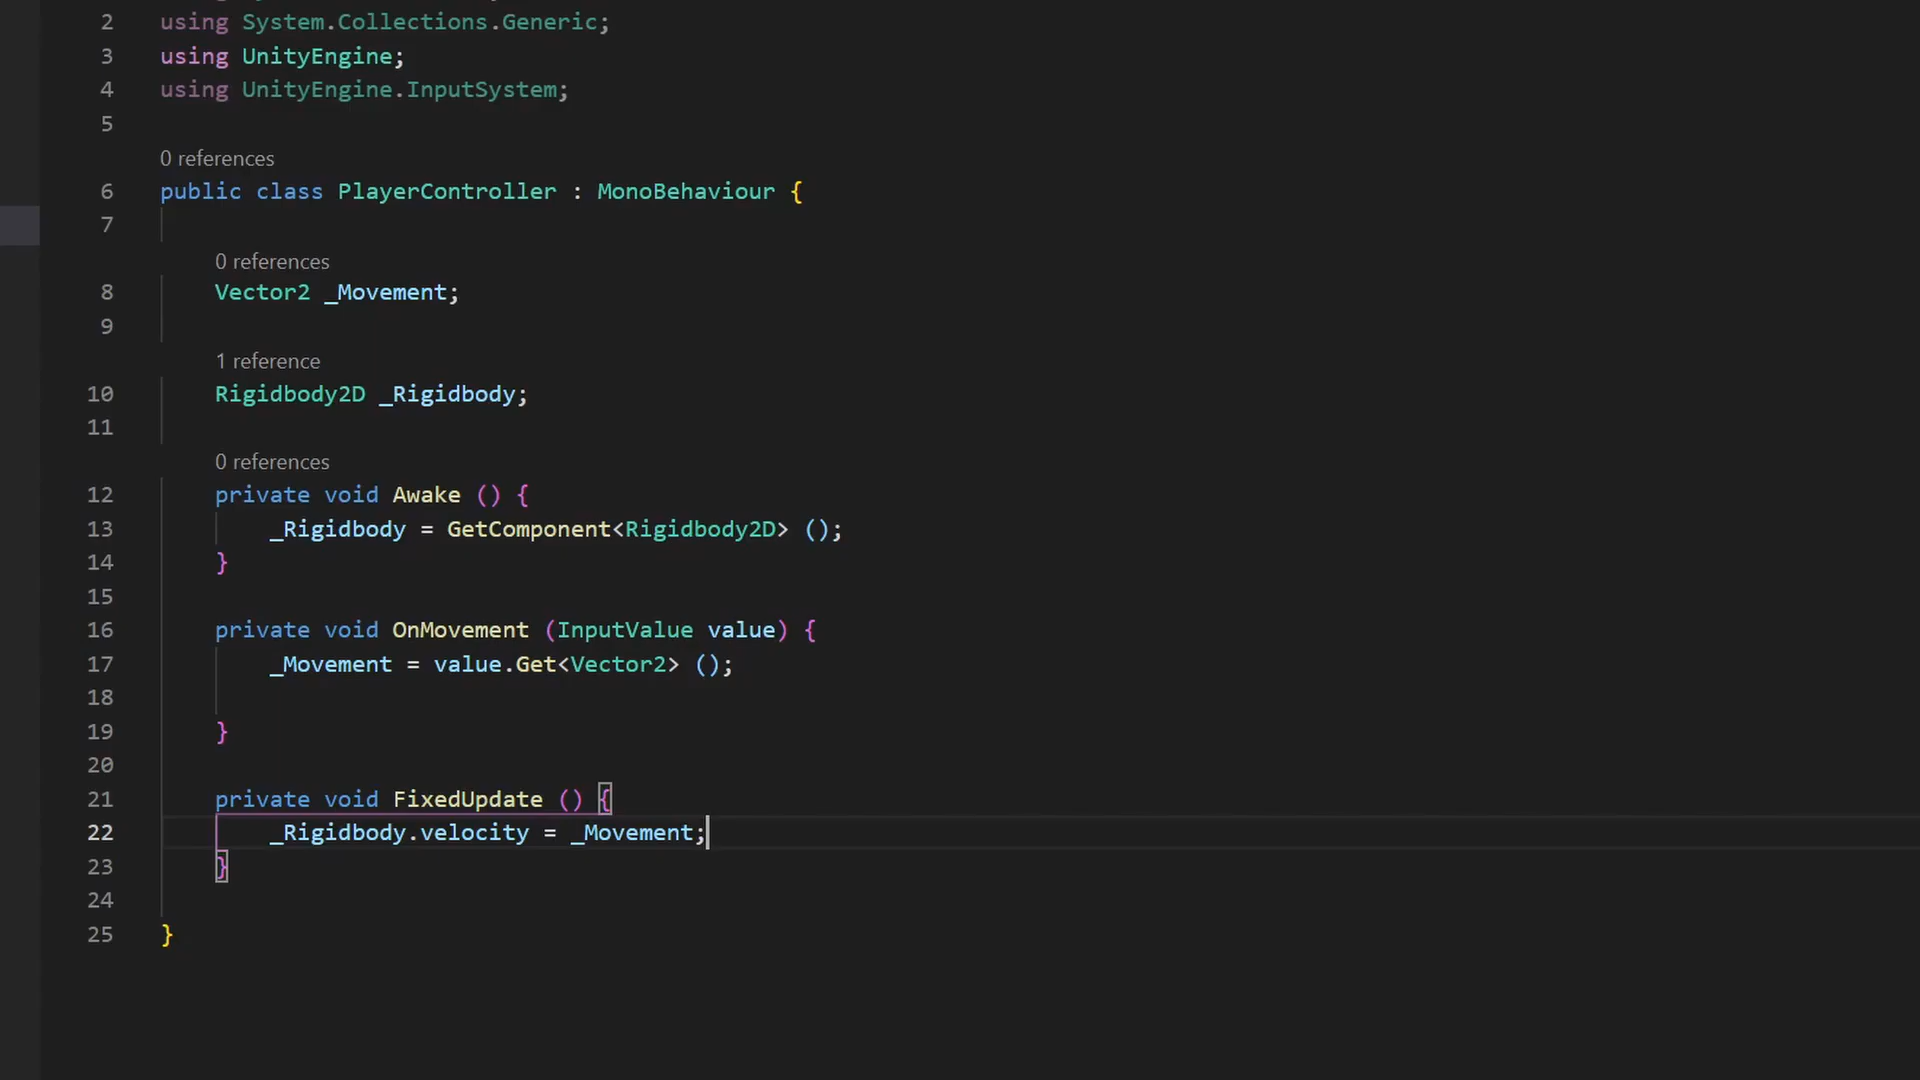 2 using System.Collections.Generic;
3 using UnityEngine;
4 using UnityEngine.InputSystem;
5
0 references
6 public class PlayerController : MonoBehaviour {
7
0 references
8 Vector2 _Movement;
9
1 reference
10 Rigidbody2D _Rigidbody;
11
0 references
12 private void Awake () {
13 _Rigidbody = GetComponent<Rigidbody2D> ();
14 }
15
16 private void OnMovement (InputValue value) {
17 _Movement = value.Get<Vector2> ();
18
19 }
20
21 private void FixedUpdate () {
22 _Rigidbody.velocity = _Movement;
23 }
24
25 }